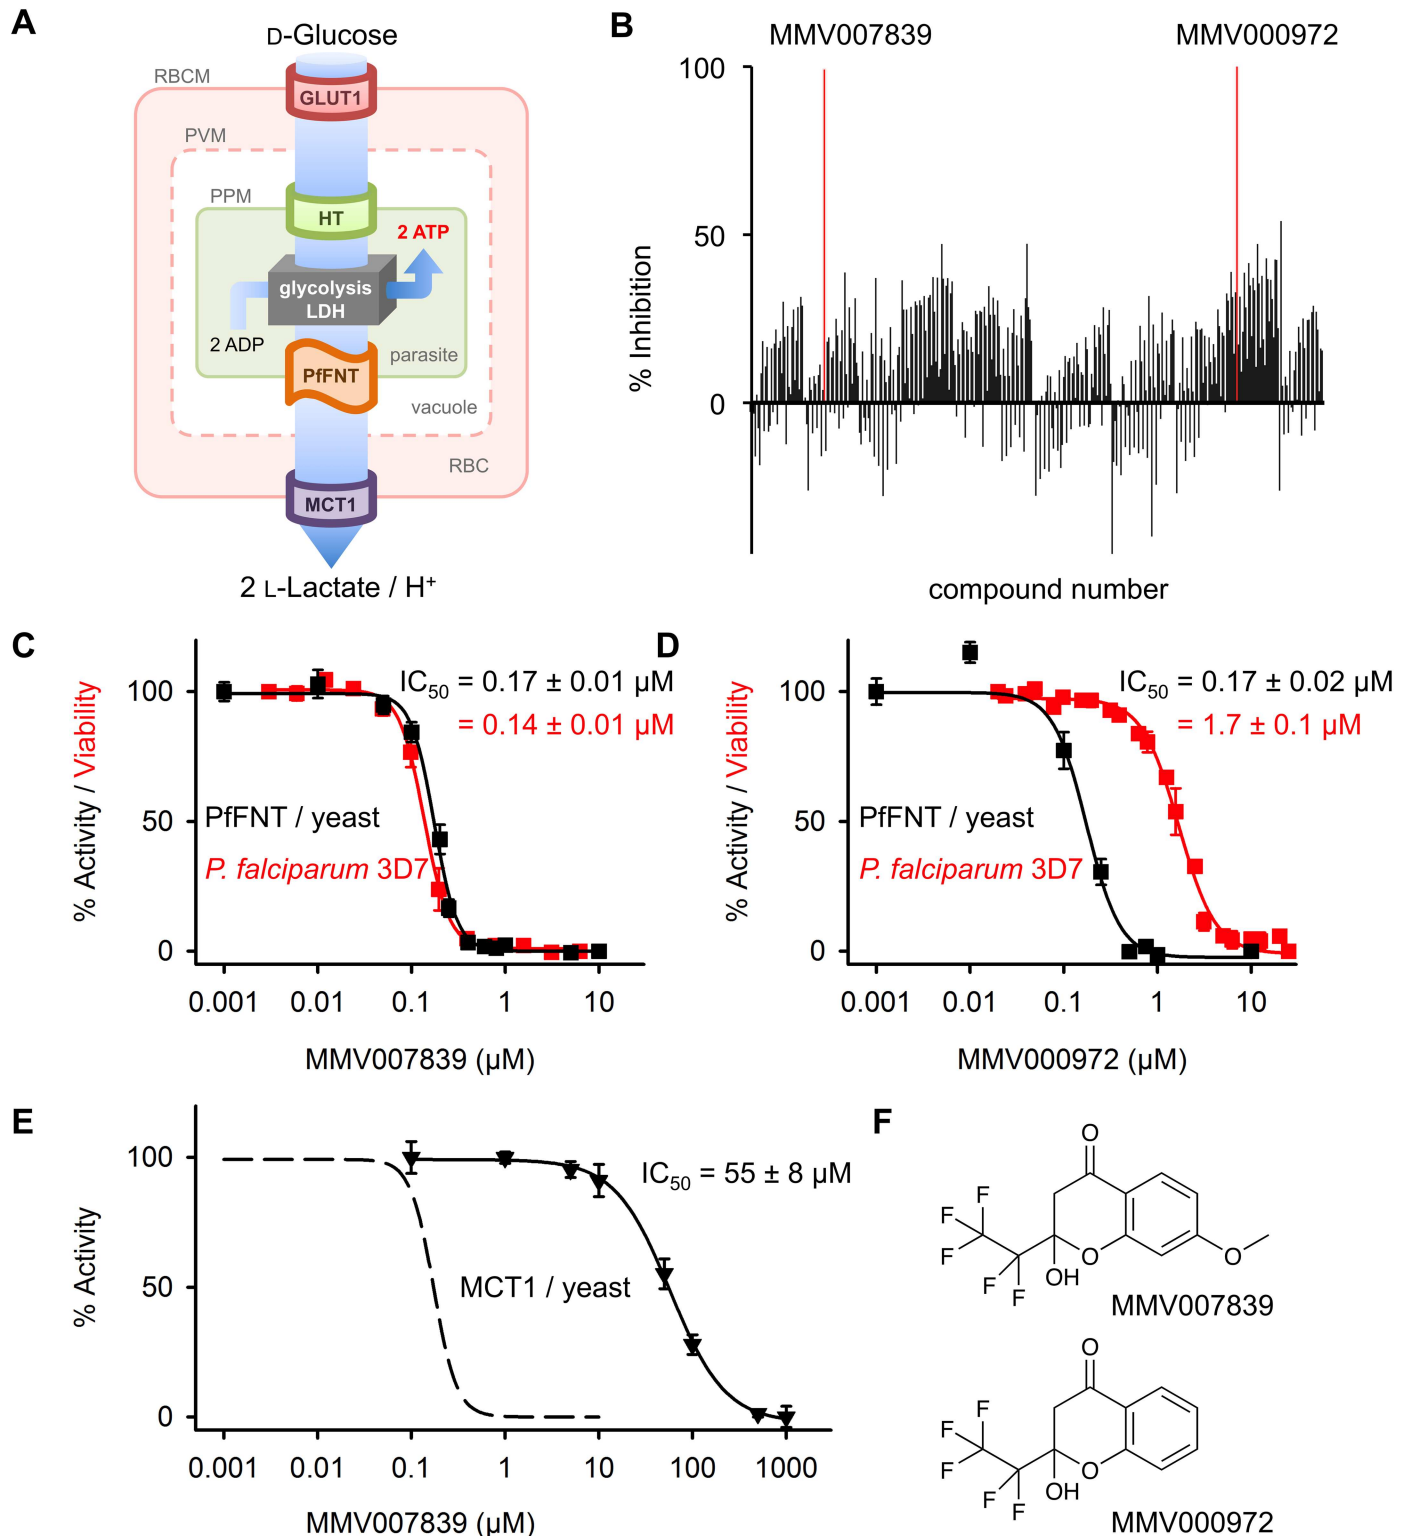 A
D-Glucose
RBCM
GLUT1
PVM
PPM
HT
2 ATP
glycolysis
LDH
2 ADP
parasite
PfFNT
vacuole
RBC
MCT1
2 L-Lactate / H⁺
B
MMV007839
MMV000972
100
50
0
% Inhibition
compound number
C
% Activity / Viability
100
50
0
IC₅₀ = 0.17 ± 0.01 µM
= 0.14 ± 0.01 µM
PfFNT / yeast
P. falciparum 3D7
0.001 0.01 0.1 1 10
MMV007839 (µM)
D
% Activity / Viability
100
50
0
IC₅₀ = 0.17 ± 0.02 µM
= 1.7 ± 0.1 µM
PfFNT / yeast
P. falciparum 3D7
0.001 0.01 0.1 1 10
MMV000972 (µM)
E
% Activity
100
50
0
IC₅₀ = 55 ± 8 µM
MCT1 / yeast
0.001 0.01 0.1 1 10 100 1000
MMV007839 (µM)
F
O
F
F
F
F
F
OH
O
O
MMV007839
O
F
F
F
F
F
OH
O
MMV000972